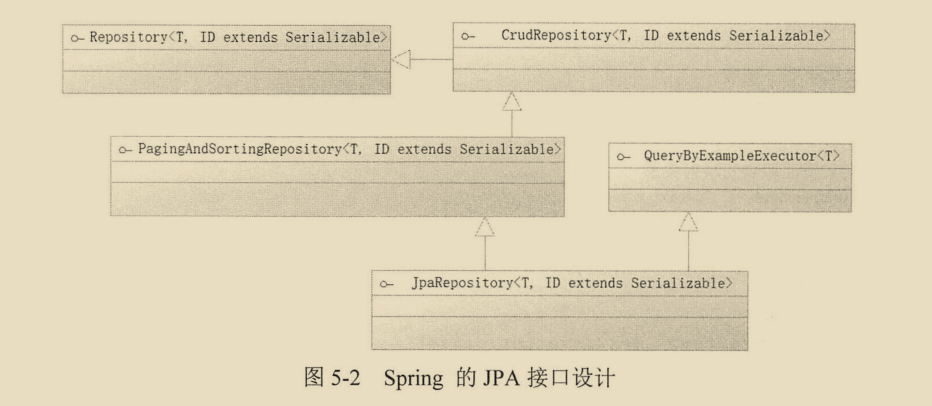 Repository<T, ID extends Serializable>
CrudRepository<T, ID extends Serializable>
PagingAndSortingRepository<T, ID extends Serializable>
QueryByExampleExecutor<T>
JpaRepository<T, ID extends Serializable>
图 5-2 Spring 的 JPA 接口设计